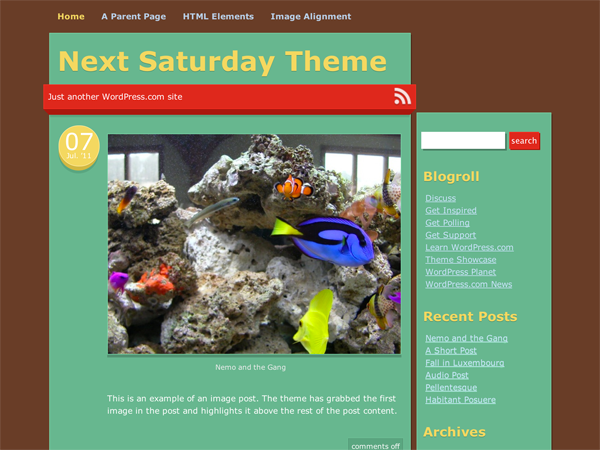 Home A Parent Page HTML Elements Image Alignment
Next Saturday Theme
Just another WordPress.com site
07
Jul, '11
Nemo and the Gang
This is an example of an image post. The theme has grabbed the first
image in the post and highlights it above the rest of the post content.
comments off
search
Blogroll
Discuss
Get Inspired
Get Polling
Get Support
Learn WordPress.com
Theme Showcase
WordPress Planet
WordPress.com News
Recent Posts
Nemo and the Gang
A Short Post
Fall in Luxembourg
Audio Post
Pellentesque
Habitant Posuere
Archives